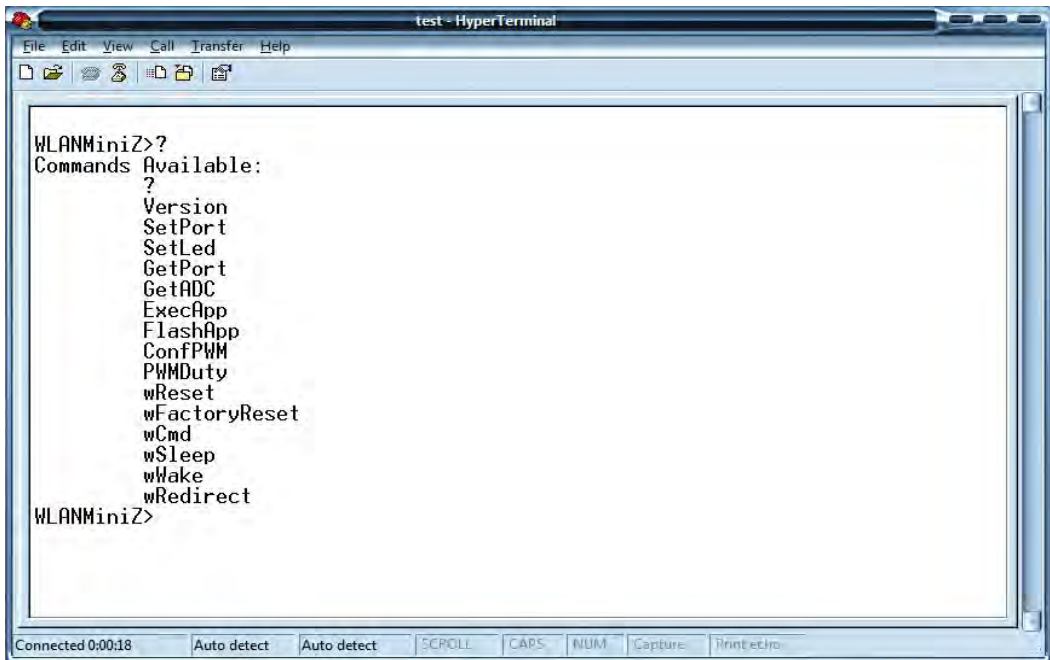 test - HyperTerminal
File Edit View Call Transfer Help
WLANMiniZ>?
Commands Available:
?
Version
SetPort
SetLed
GetPort
GetADC
ExecApp
FlashApp
ConfPWM
PWMDuty
wReset
wFactoryReset
wCmd
wSleep
wWake
wRedirect
WLANMiniZ>
Connected 0:00:18 Auto detect Auto detect SCROLL CAPS NUM Capture Print echo